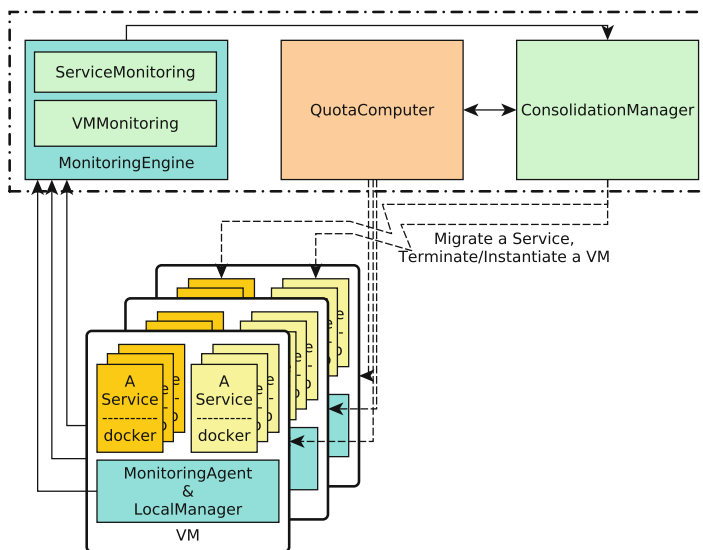 ServiceMonitoring
VMMonitoring
MonitoringEngine
QuotaComputer
ConsolidationManager
Migrate a Service,
Terminate/Instantiate a VM
A
Service
----------
docker
A
Service
----------
docker
MonitoringAgent
&
LocalManager
VM